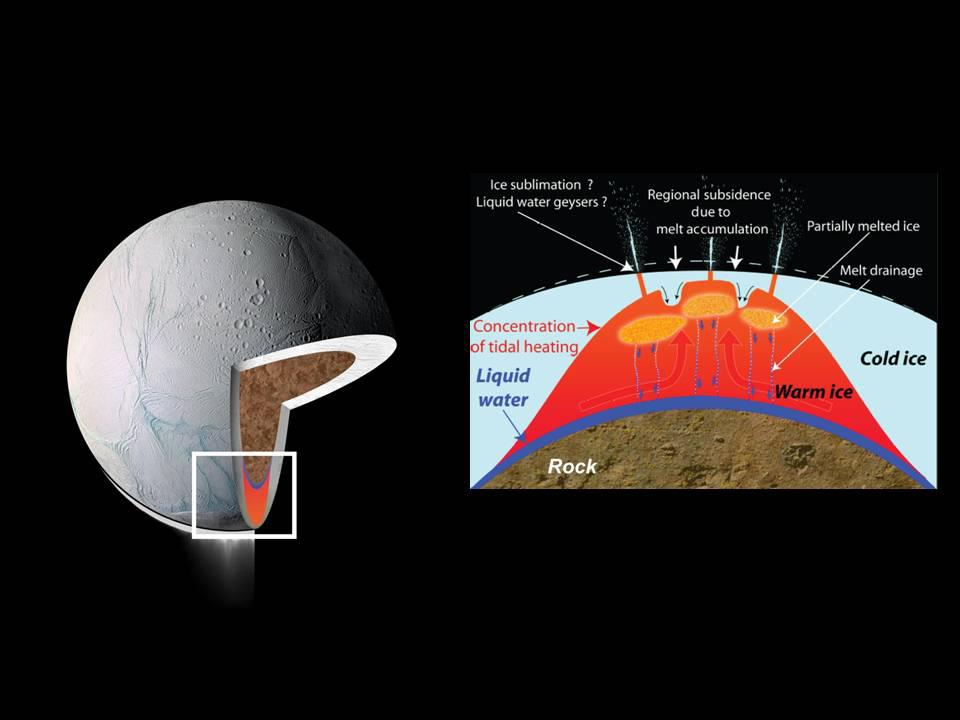 Ice sublimation ?
Liquid water geysers ?
Regional subsidence
due to
melt accumulation
Partially melted ice
Melt drainage
Concentration
of tidal heating
Liquid
water
Cold ice
Warm ice
Rock